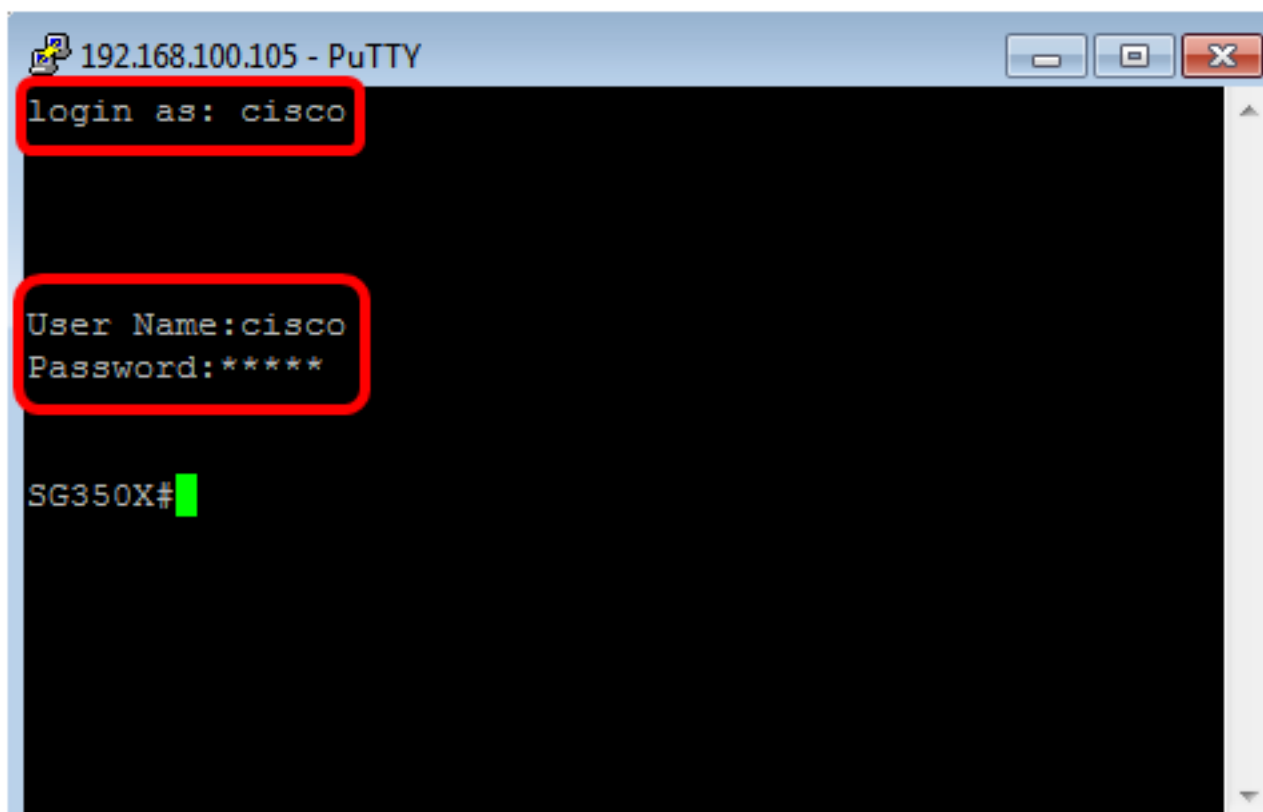 192.168.100.105 - PuTTY
login as: cisco
User Name:cisco
Password:*****
SG350X#